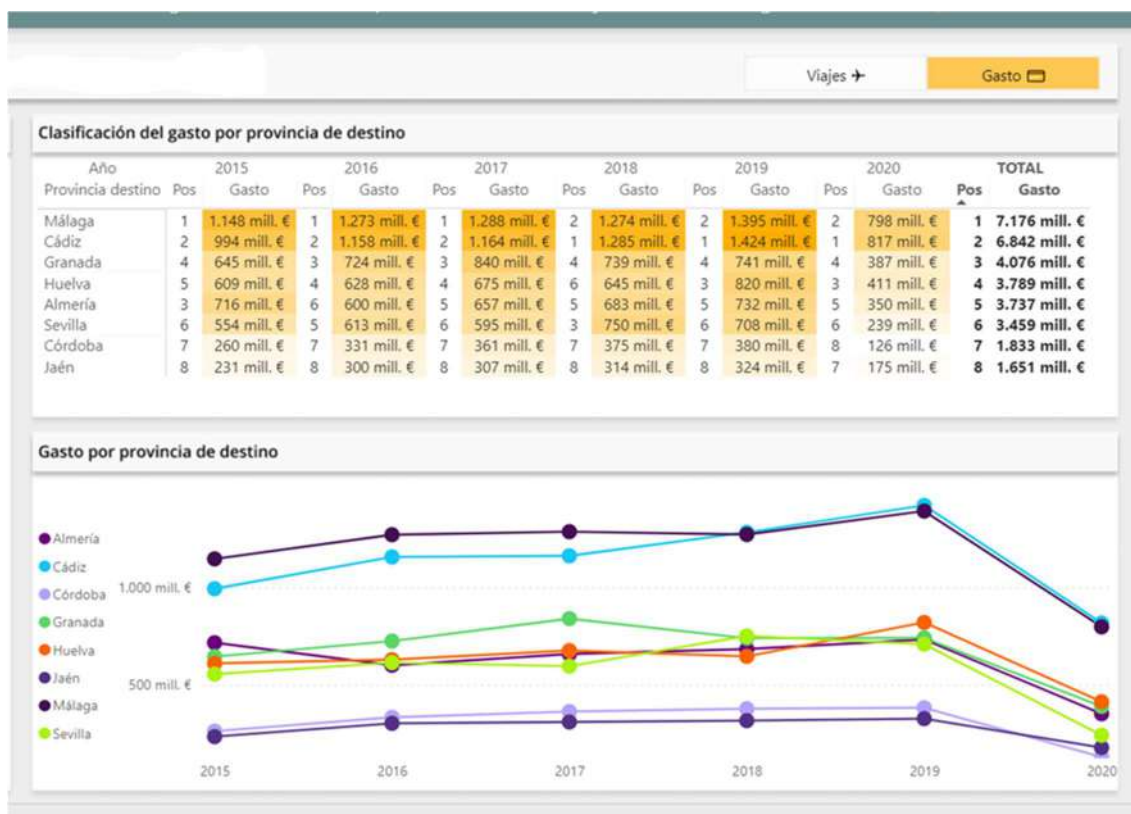 Viajes Gasto
Clasificación del gasto por provincia de destino
Año 2015 2016 2017 2018 2019 2020 TOTAL
Provincia destino Pos Gasto Pos Gasto Pos Gasto Pos Gasto Pos Gasto Pos Gasto Pos Gasto
Málaga 1 1.148 mill. € 1 1.273 mill. € 1 1.288 mill. € 2 1.274 mill. € 2 1.395 mill. € 2 798 mill. € 1 7.176 mill. €
Cádiz 2 994 mill. € 2 1.158 mill. € 2 1.164 mill. € 1 1.285 mill. € 1 1.424 mill. € 1 817 mill. € 2 6.842 mill. €
Granada 4 645 mill. € 3 724 mill. € 3 840 mill. € 4 739 mill. € 4 741 mill. € 4 387 mill. € 3 4.076 mill. €
Huelva 5 609 mill. € 4 628 mill. € 4 675 mill. € 6 645 mill. € 3 820 mill. € 3 411 mill. € 4 3.789 mill. €
Almería 3 716 mill. € 6 600 mill. € 5 657 mill. € 5 683 mill. € 5 732 mill. € 5 350 mill. € 5 3.737 mill. €
Sevilla 6 554 mill. € 5 613 mill. € 6 595 mill. € 3 750 mill. € 6 708 mill. € 6 239 mill. € 6 3.459 mill. €
Córdoba 7 260 mill. € 7 331 mill. € 7 361 mill. € 7 375 mill. € 7 380 mill. € 8 126 mill. € 7 1.833 mill. €
Jaén 8 231 mill. € 8 300 mill. € 8 307 mill. € 8 314 mill. € 8 324 mill. € 7 175 mill. € 8 1.651 mill. €
Gasto por provincia de destino
Almería
Cádiz
Córdoba
Granada
Huelva
Jaén
Málaga
Sevilla
1.000 mill. €
500 mill. €
2015 2016 2017 2018 2019 2020